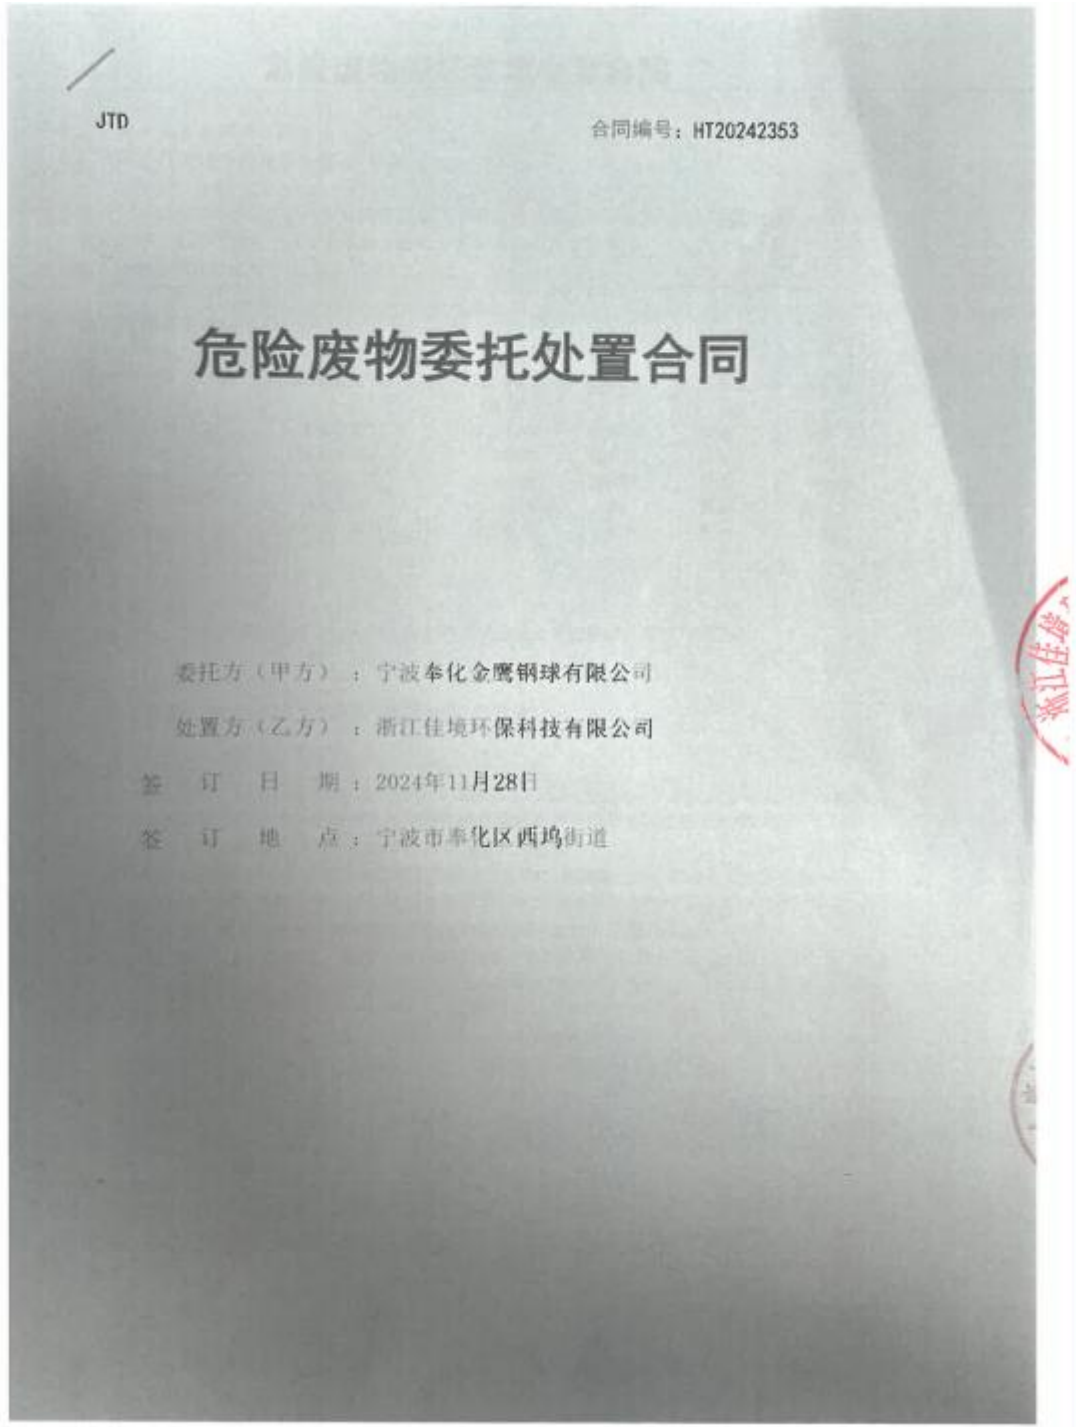 JTD
合同编号：HT20242353
危险废物委托处置合同
委托方（甲方）：宁波奉化金鹰钢球有限公司
处置方（乙方）：浙江佳境环保科技有限公司
签 订 日 期：2024年11月28日
签 订 地 点：宁波市奉化区西坞街道
浙江佳境